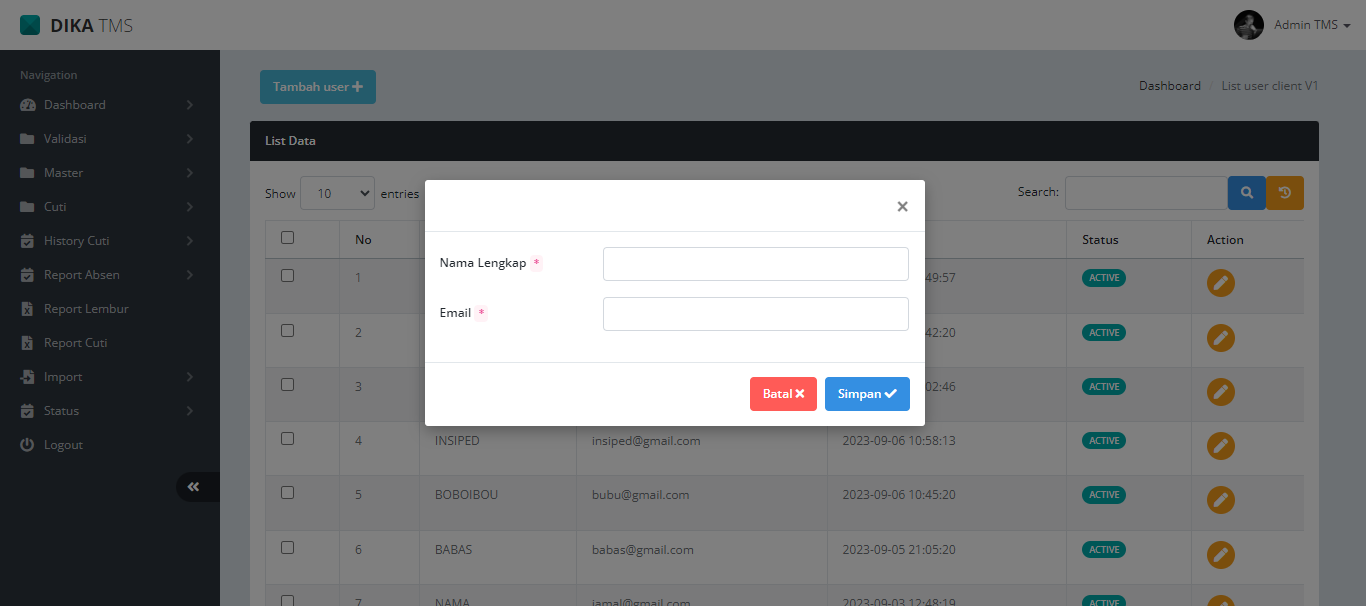 DIKA TMS
Admin TMS
Navigation
Dashboard
Validasi
Master
Cuti
History Cuti
Report Absen
Report Lembur
Report Cuti
Import
Status
Logout
Tambah user
Dashboard / List user client V1
List Data
Show 10 entries
Search:
No Status Action
1 49:57 ACTIVE
2 42:20 ACTIVE
3 02:46 ACTIVE
4 INSIPED insiped@gmail.com 2023-09-06 10:58:13 ACTIVE
5 BOBOIBOU bubu@gmail.com 2023-09-06 10:45:20 ACTIVE
6 BABAS babas@gmail.com 2023-09-05 21:05:20 ACTIVE
7 NAMA jamal@gmail.com 2023-09-03 12:48:19 ACTIVE
×
Nama Lengkap *
Email *
Batal Simpan